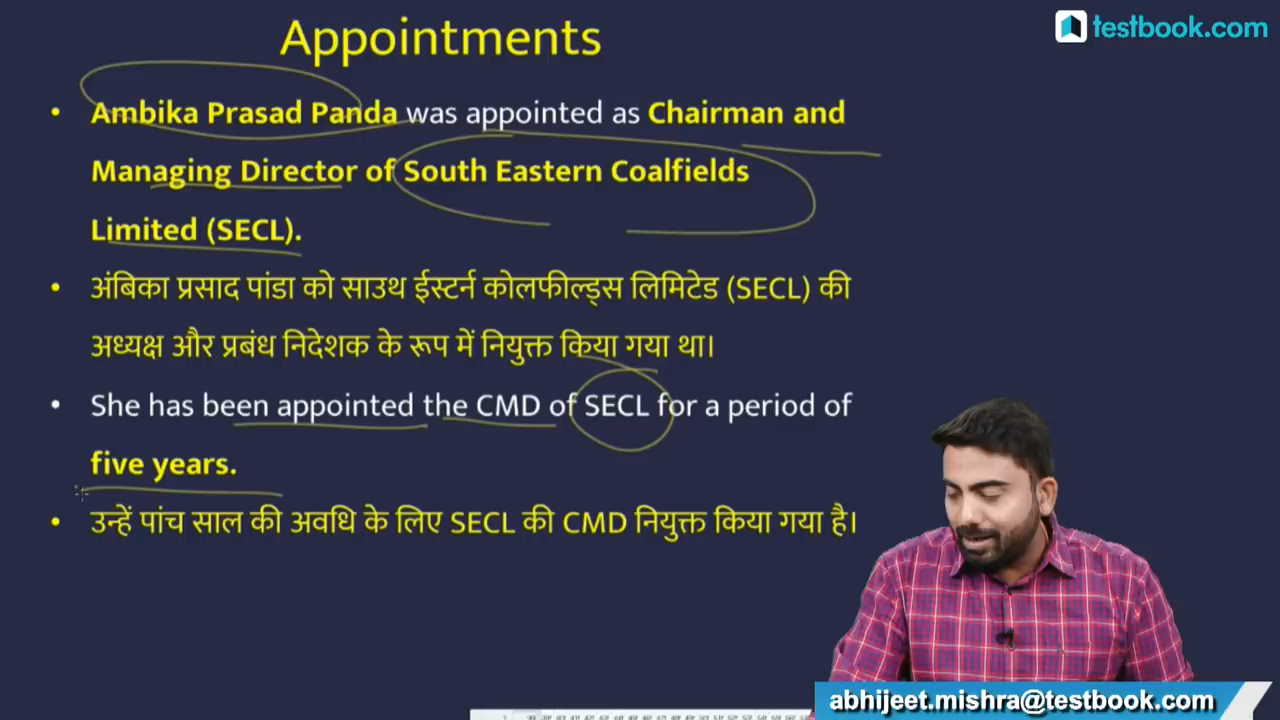 Appointments
testbook.com
• Ambika Prasad Panda was appointed as Chairman and
Managing Director of South Eastern Coalfields
Limited (SECL).
• अंबिका प्रसाद पांडा को साउथ ईस्टर्न कोलफील्ड्स लिमिटेड (SECL) की
अध्यक्ष और प्रबंध निदेशक के रूप में नियुक्त किया गया था।
• She has been appointed the CMD of SECL for a period of
five years.
• उन्हें पांच साल की अवधि के लिए SECL की CMD नियुक्त किया गया है।
abhijeet.mishra@testbook.com